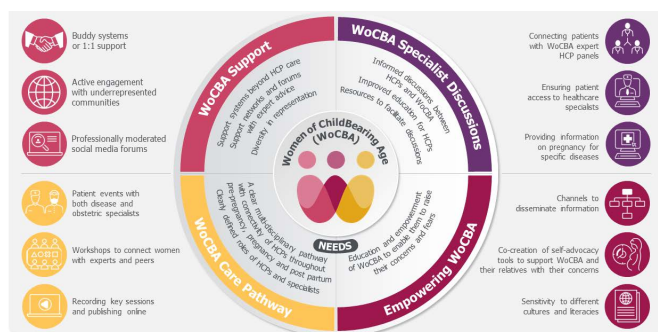 Buddy systems
or 1:1 support
Active engagement
with underrepresented
communities
Professionally moderated
social media forums
Patient events with
both disease and
obstetric specialists
Workshops to connect women
with experts and peers
Recording key sessions
and publishing online
WoCBA Support
Support systems beyond HCP care
Support networks and forums
with expert advice
Diversity in representation
WoCBA Specialist Discussions
Informed discussions between
HCPs and WoCBA
Improved education for HCPs
Resources to facilitate discussions
Women of ChildBearing Age
(WoCBA)
NEEDS
WoCBA Care Pathway
A clear multi-disciplinary pathway
with connectivity of HCPs throughout
pre-pregnancy, pregnancy and post partum
Clearly defined roles of HCPs and specialists
Empowering WoCBA
Education and empowerment
of WoCBA to enable them to raise
their concerns and fears
Connecting patients
with WoCBA expert
HCP panels
Ensuring patient
access to healthcare
specialists
Providing information
on pregnancy for
specific diseases
Channels to
disseminate information
Co-creation of self-advocacy
tools to support WoCBA and
their relatives with their concerns
Sensitivity to different
cultures and literacies